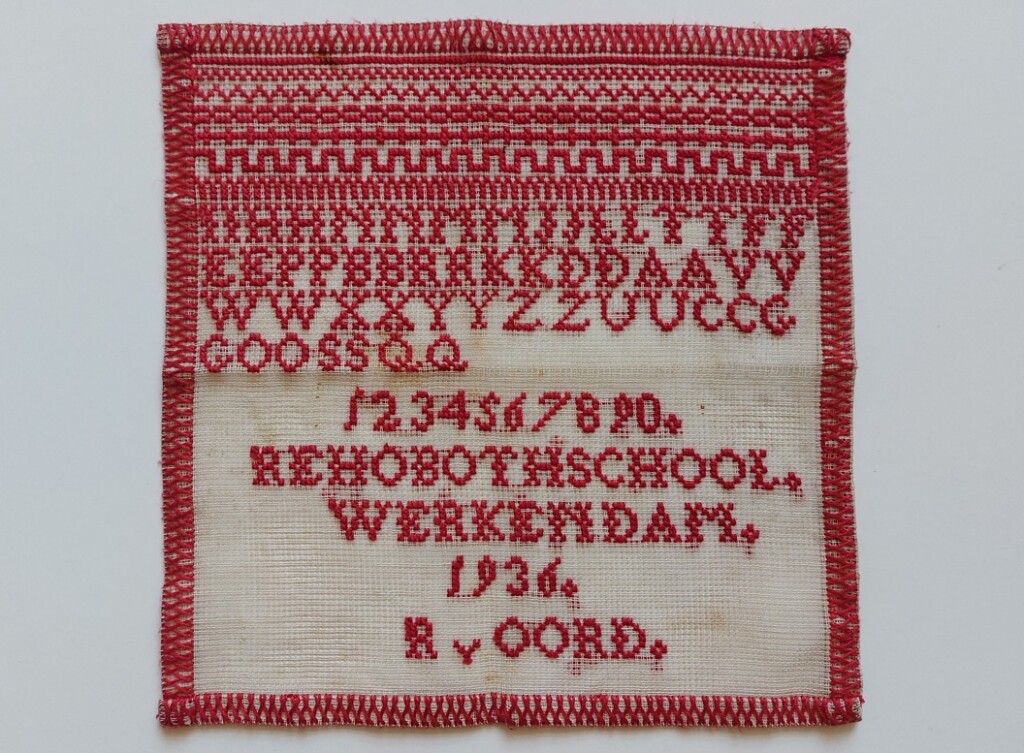 IIHHNNMMJJLLTTFF
EEPPBBRRKKDDAAVV
WWXXYYZZUUCCG
GOOSSQQ
1234567890.
REHOBOTHSCHOOL.
WERKENDAM.
1936.
R v OORD.